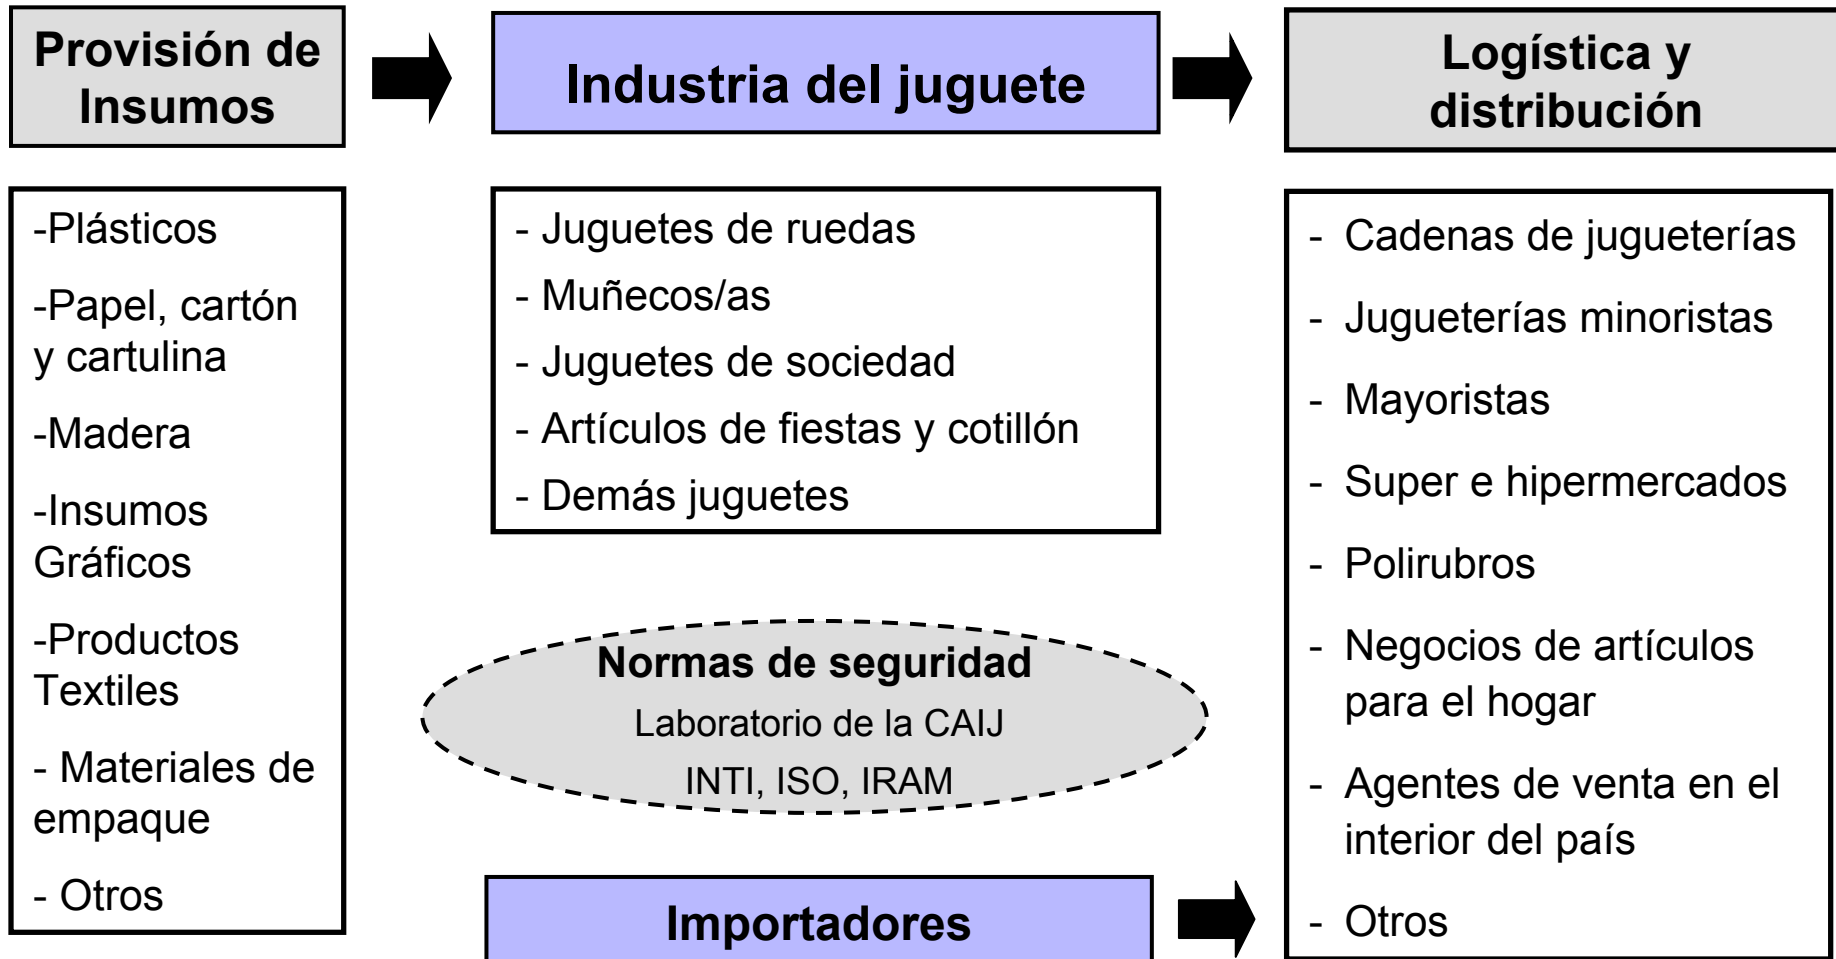 Provisión de
Insumos
Industria del juguete
Logística y
distribución
-Plásticos
-Papel, cartón
y cartulina
-Madera
-Insumos
Gráficos
-Productos
Textiles
- Materiales de
empaque
- Otros
- Juguetes de ruedas
- Muñecos/as
- Juguetes de sociedad
- Artículos de fiestas y cotillón
- Demás juguetes
Normas de seguridad
Laboratorio de la CAIJ
INTI, ISO, IRAM
Importadores
- Cadenas de jugueterías
- Jugueterías minoristas
- Mayoristas
- Super e hipermercados
- Polirubros
- Negocios de artículos
para el hogar
- Agentes de venta en el
interior del país
- Otros